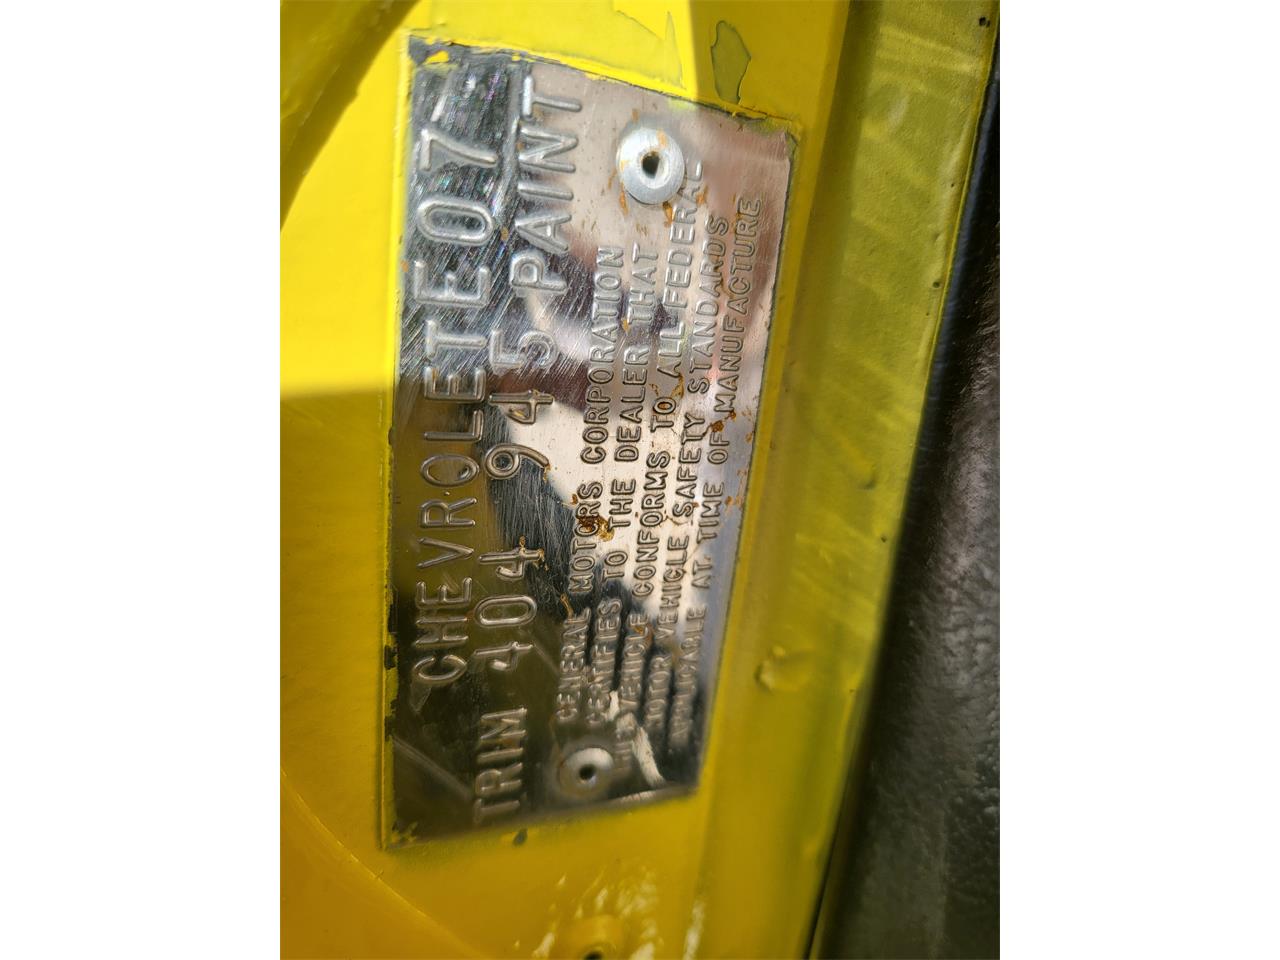 CHEVROLET E07
TRIM 404 945 PAINT
GENERAL MOTORS CORPORATION
CERTIFIES TO THE DEALER THAT
THIS VEHICLE CONFORMS TO ALL FEDERAL
MOTOR VEHICLE SAFETY STANDARDS
APPLICABLE AT TIME OF MANUFACTURE